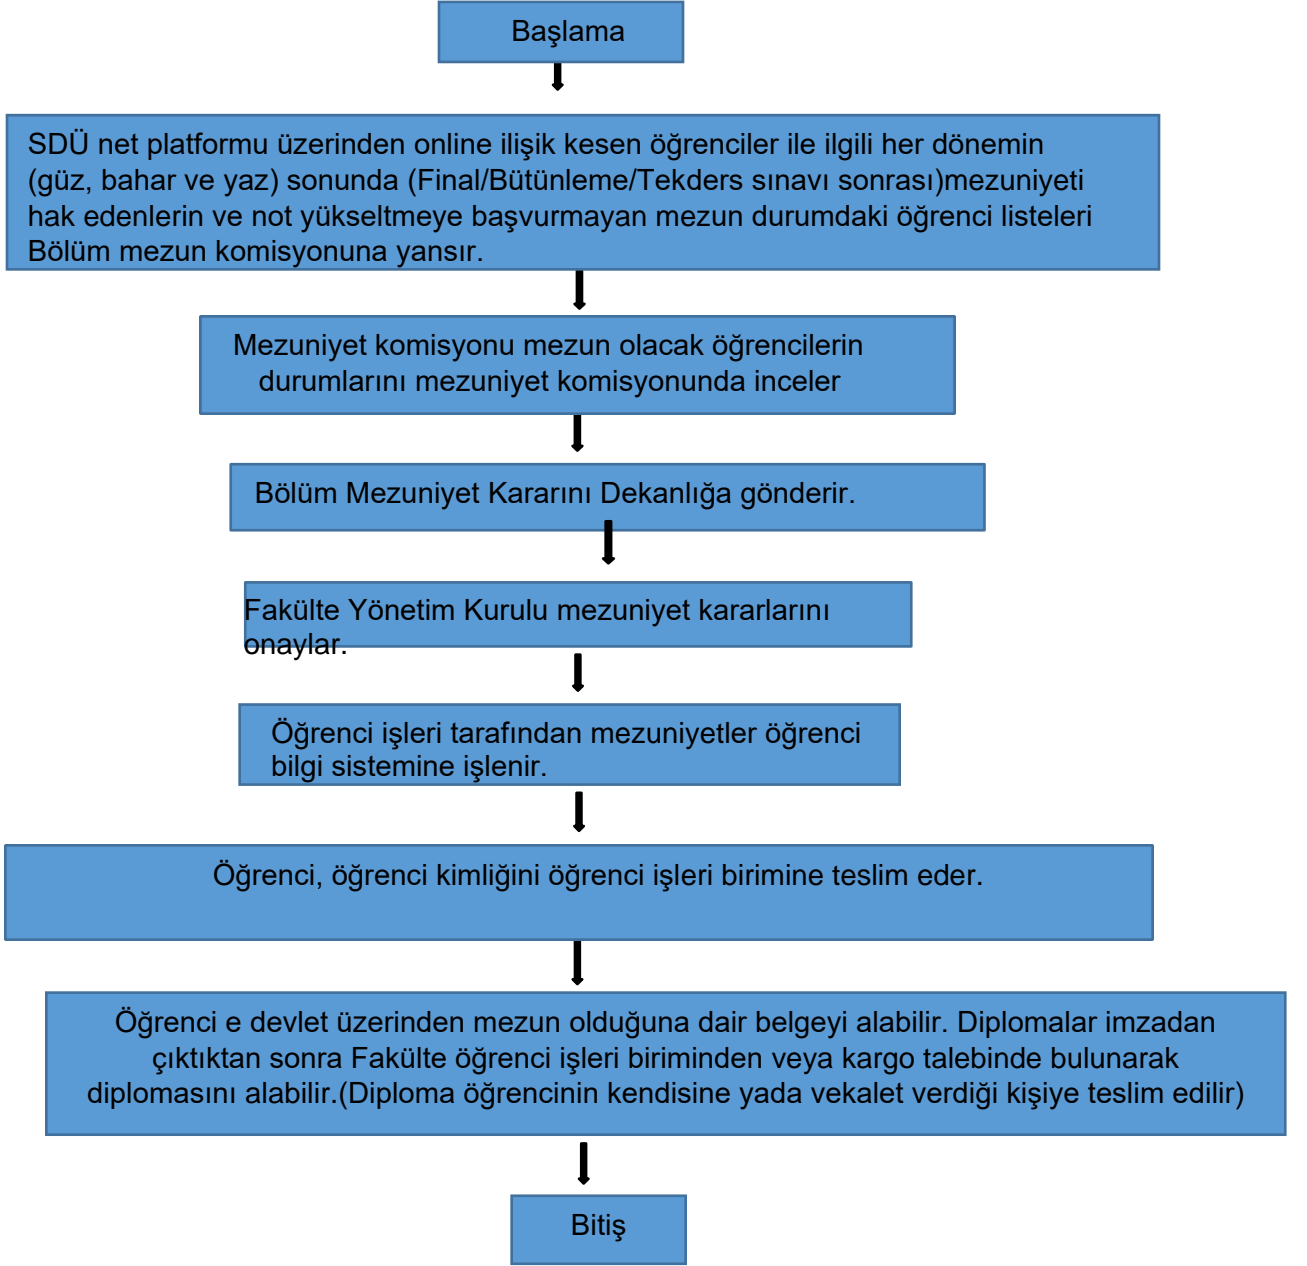 Başlama
SDÜ net platformu üzerinden online ilişik kesen öğrenciler ile ilgili her dönemin
(güz, bahar ve yaz) sonunda (Final/Bütünleme/Tekders sınavı sonrası)mezuniyeti
hak edenlerin ve not yükseltmeye başvurmayan mezun durumdaki öğrenci listeleri
Bölüm mezun komisyonuna yansır.
Mezuniyet komisyonu mezun olacak öğrencilerin
durumlarını mezuniyet komisyonunda inceler
Bölüm Mezuniyet Kararını Dekanlığa gönderir.
Fakülte Yönetim Kurulu mezuniyet kararlarını
onaylar.
Öğrenci işleri tarafından mezuniyetler öğrenci
bilgi sistemine işlenir.
Öğrenci, öğrenci kimliğini öğrenci işleri birimine teslim eder.
Öğrenci e devlet üzerinden mezun olduğuna dair belgeyi alabilir. Diplomalar imzadan
çıktıktan sonra Fakülte öğrenci işleri biriminden veya kargo talebinde bulunarak
diplomasını alabilir.(Diploma öğrencinin kendisine yada vekalet verdiği kişiye teslim edilir)
Bitiş